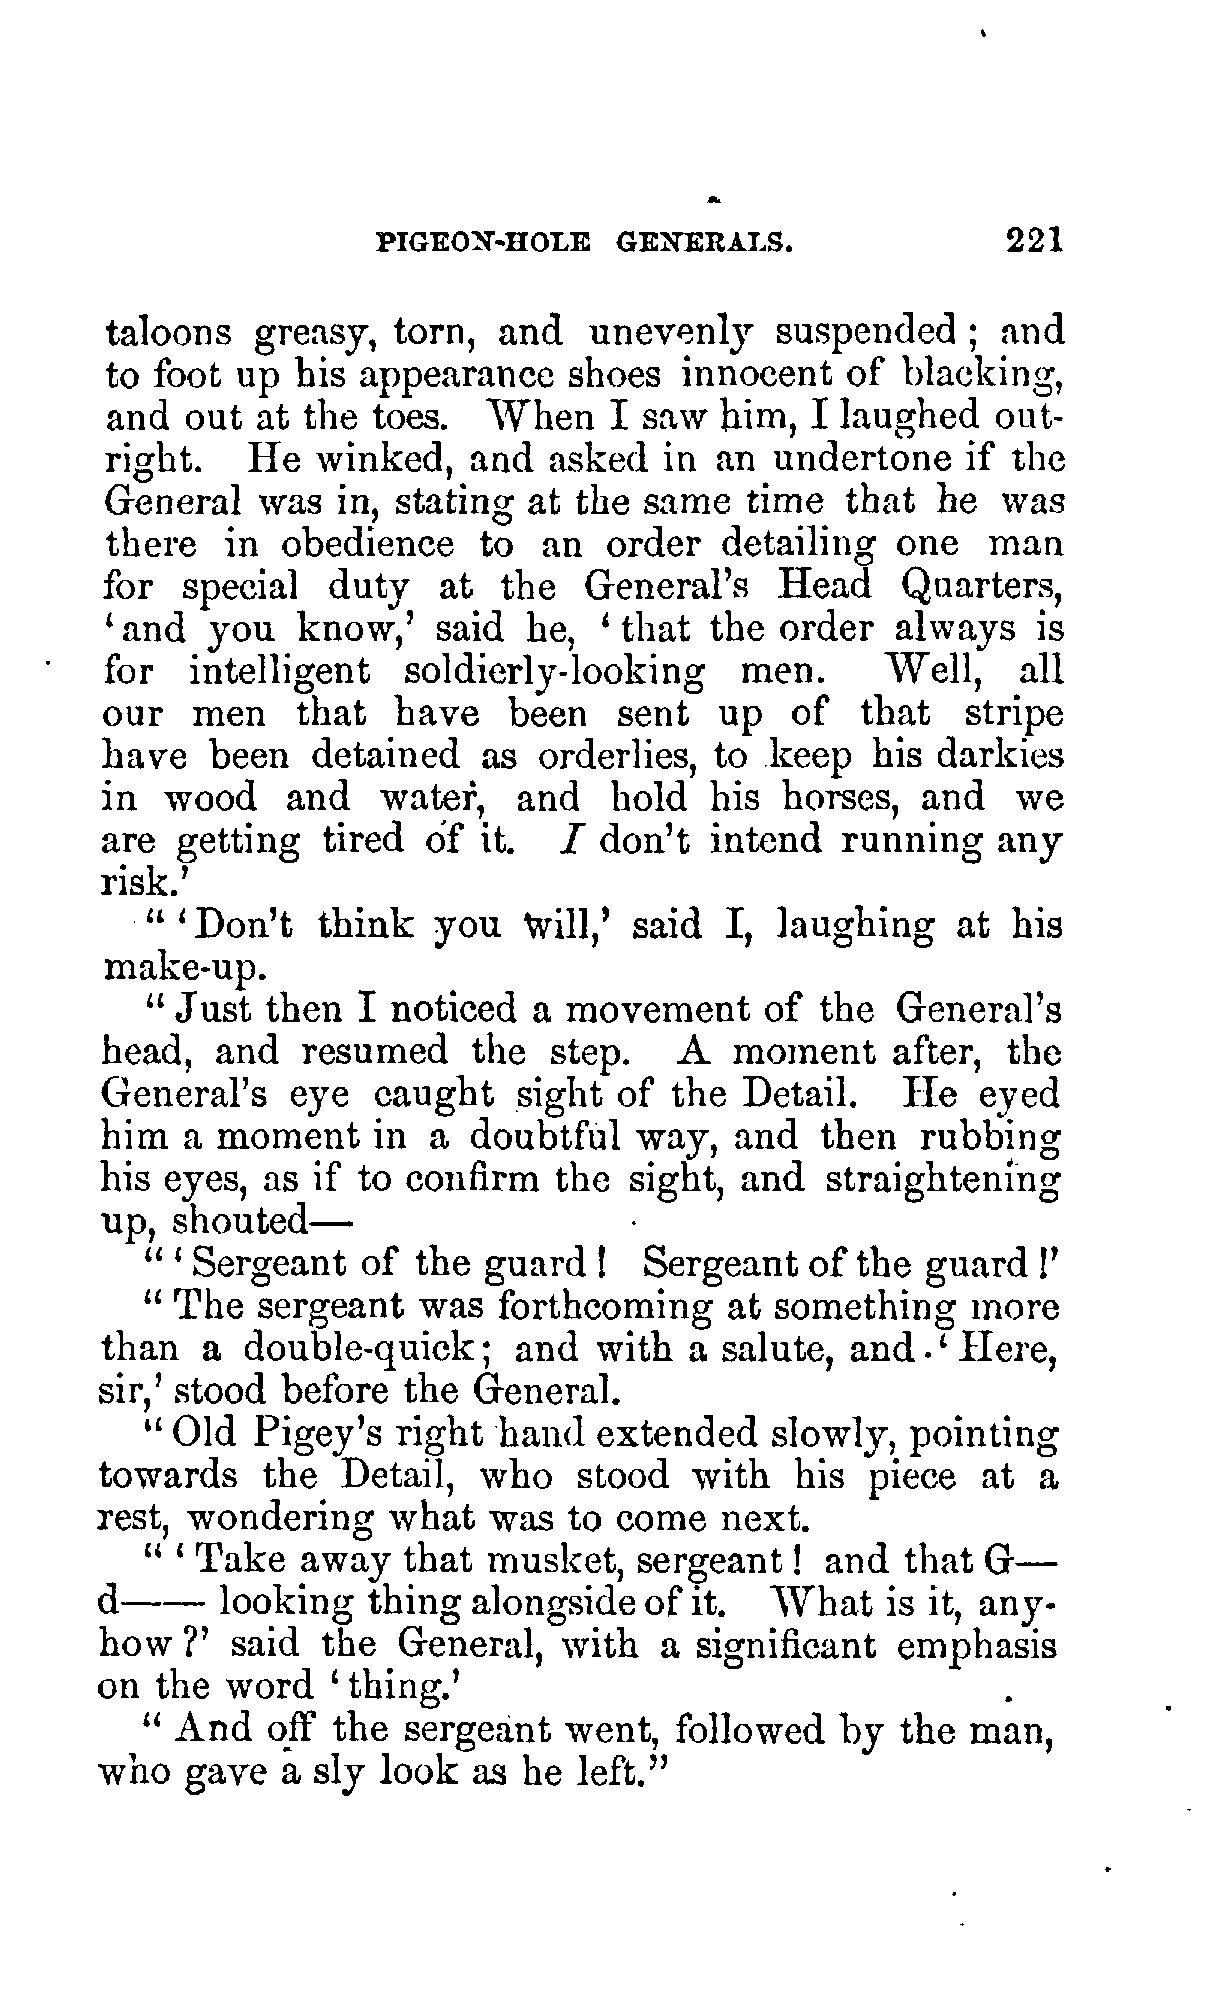 PIGEON-HOLE GENERALS. 221
taloons greasy, torn, and unevenly suspended; and
to foot up his appearance shoes innocent of blacking,
and out at the toes. When I saw him, I laughed out-
right. He winked, and asked in an undertone if the
General was in, stating at the same time that he was
there in obedience to an order detailing one man
for special duty at the General's Head Quarters,
'and you know,' said he, 'that the order always is
for intelligent soldierly-looking men. Well, all
our men that have been sent up of that stripe
have been detained as orderlies, to keep his darkies
in wood and water, and hold his horses, and we
are getting tired of it. I don't intend running any
risk.'
"'Don't think you will,' said I, laughing at his
make-up.
"Just then I noticed a movement of the General's
head, and resumed the step. A moment after, the
General's eye caught sight of the Detail. He eyed
him a moment in a doubtful way, and then rubbing
his eyes, as if to confirm the sight, and straightening
up, shouted—
"'Sergeant of the guard! Sergeant of the guard!'
"The sergeant was forthcoming at something more
than a double-quick; and with a salute, and 'Here,
sir,' stood before the General.
"Old Pigey's right hand extended slowly, pointing
towards the Detail, who stood with his piece at a
rest, wondering what was to come next.
"'Take away that musket, sergeant! and that G—
d—— looking thing alongside of it. What is it, any-
how?' said the General, with a significant emphasis
on the word 'thing.'
"And off the sergeant went, followed by the man,
who gave a sly look as he left."